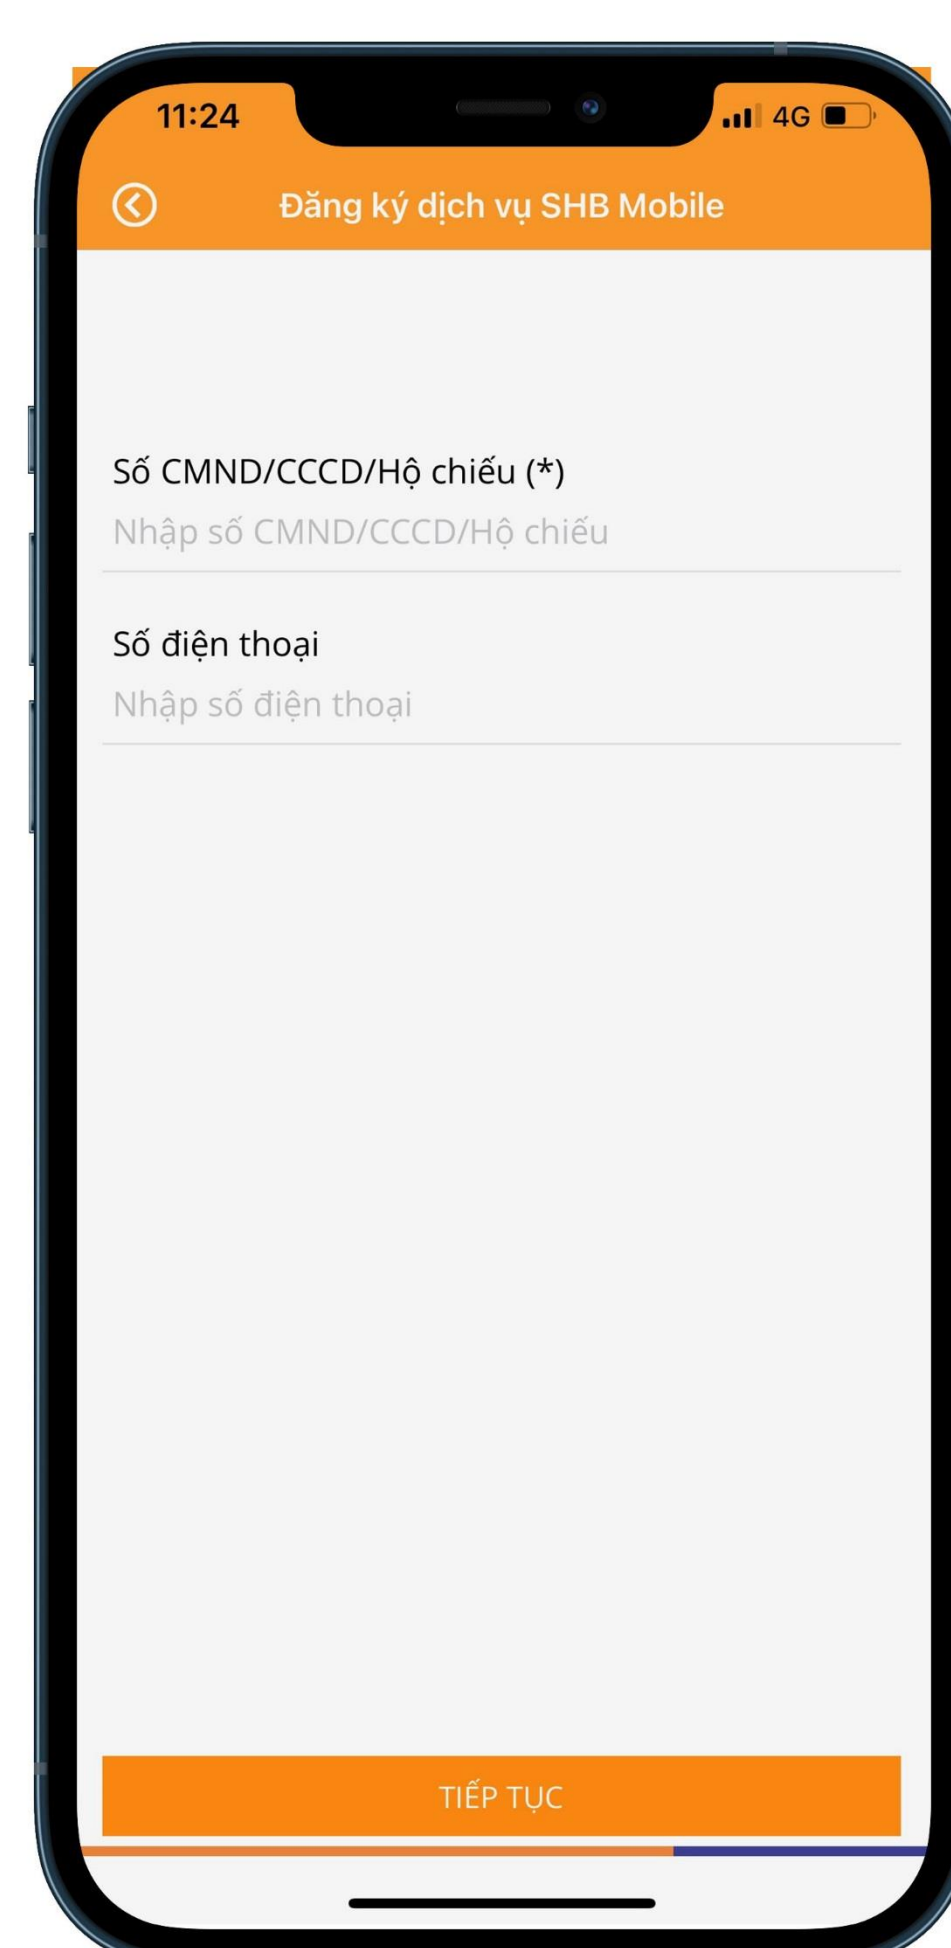 11:24
4G
Đăng ký dịch vụ SHB Mobile
Số CMND/CCCD/Hộ chiếu (*)
Nhập số CMND/CCCD/Hộ chiếu
Số điện thoại
Nhập số điện thoại
TIẾP TỤC